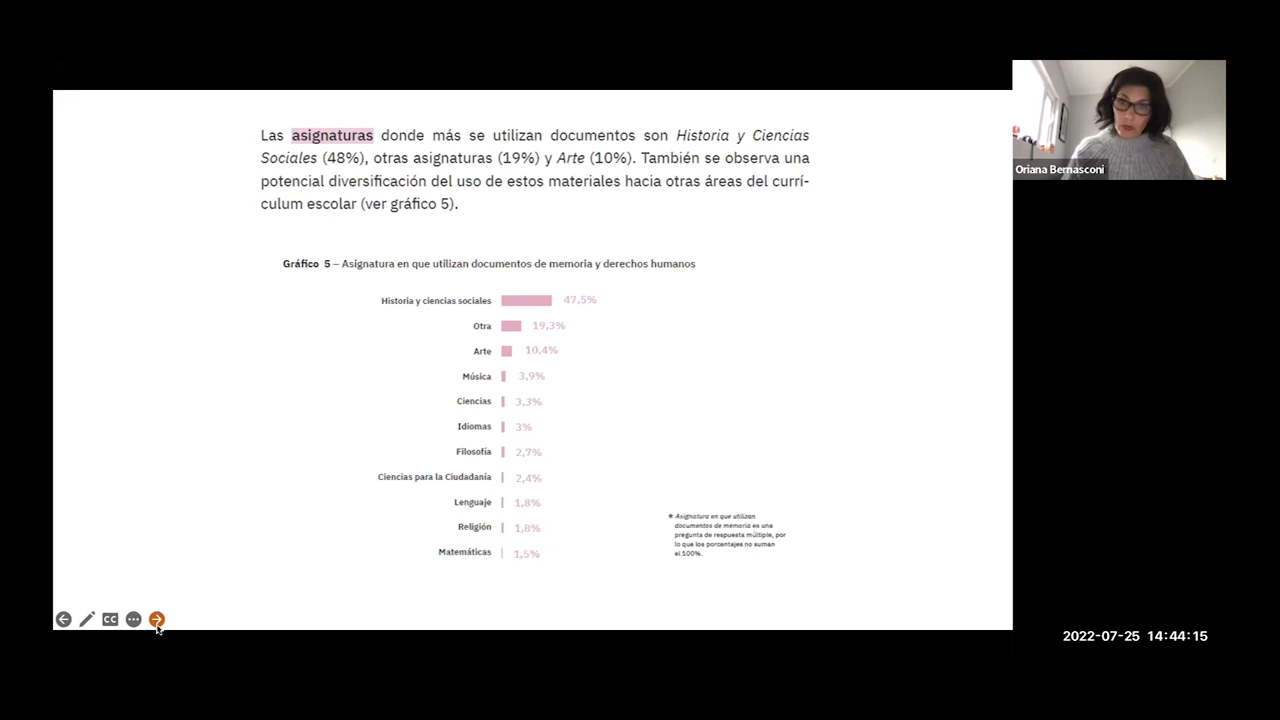 Las asignaturas donde más se utilizan documentos son Historia y Ciencias
Sociales (48%), otras asignaturas (19%) y Arte (10%). También se observa una
potencial diversificación del uso de estos materiales hacia otras áreas del currí-
culum escolar (ver gráfico 5).
Gráfico 5 – Asignatura en que utilizan documentos de memoria y derechos humanos
Historia y ciencias sociales 47,5%
Otra 19,3%
Arte 10,4%
Música 3,9%
Ciencias 3,3%
Idiomas 3%
Filosofía 2,7%
Ciencias para la Ciudadanía 2,4%
Lenguaje 1,8%
Religión 1,8%
Matemáticas 1,5%
* Asignatura en que utilizan
documentos de memoria es una
pregunta de respuesta múltiple, por
lo que los porcentajes no suman
el 100%.
CC
Oriana Bernasconi
2022-07-25 14:44:15